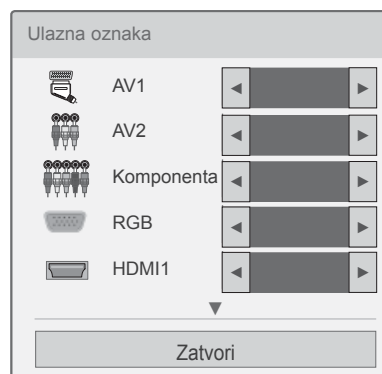 Ulazna oznaka
AV1
AV2
Komponenta
RGB
HDMI1
Zatvori